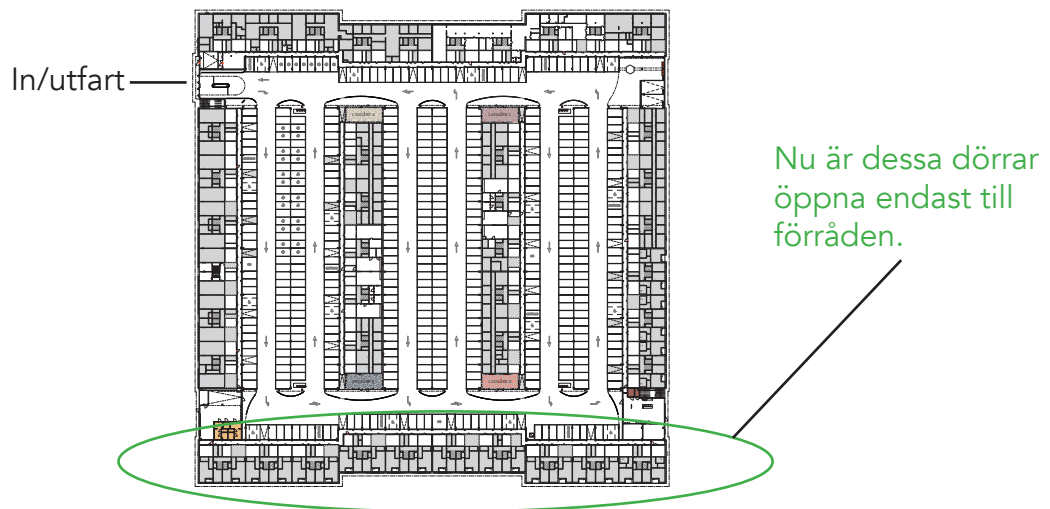 In/utfart
Nu är dessa dörrar
öppna endast till
förråden.